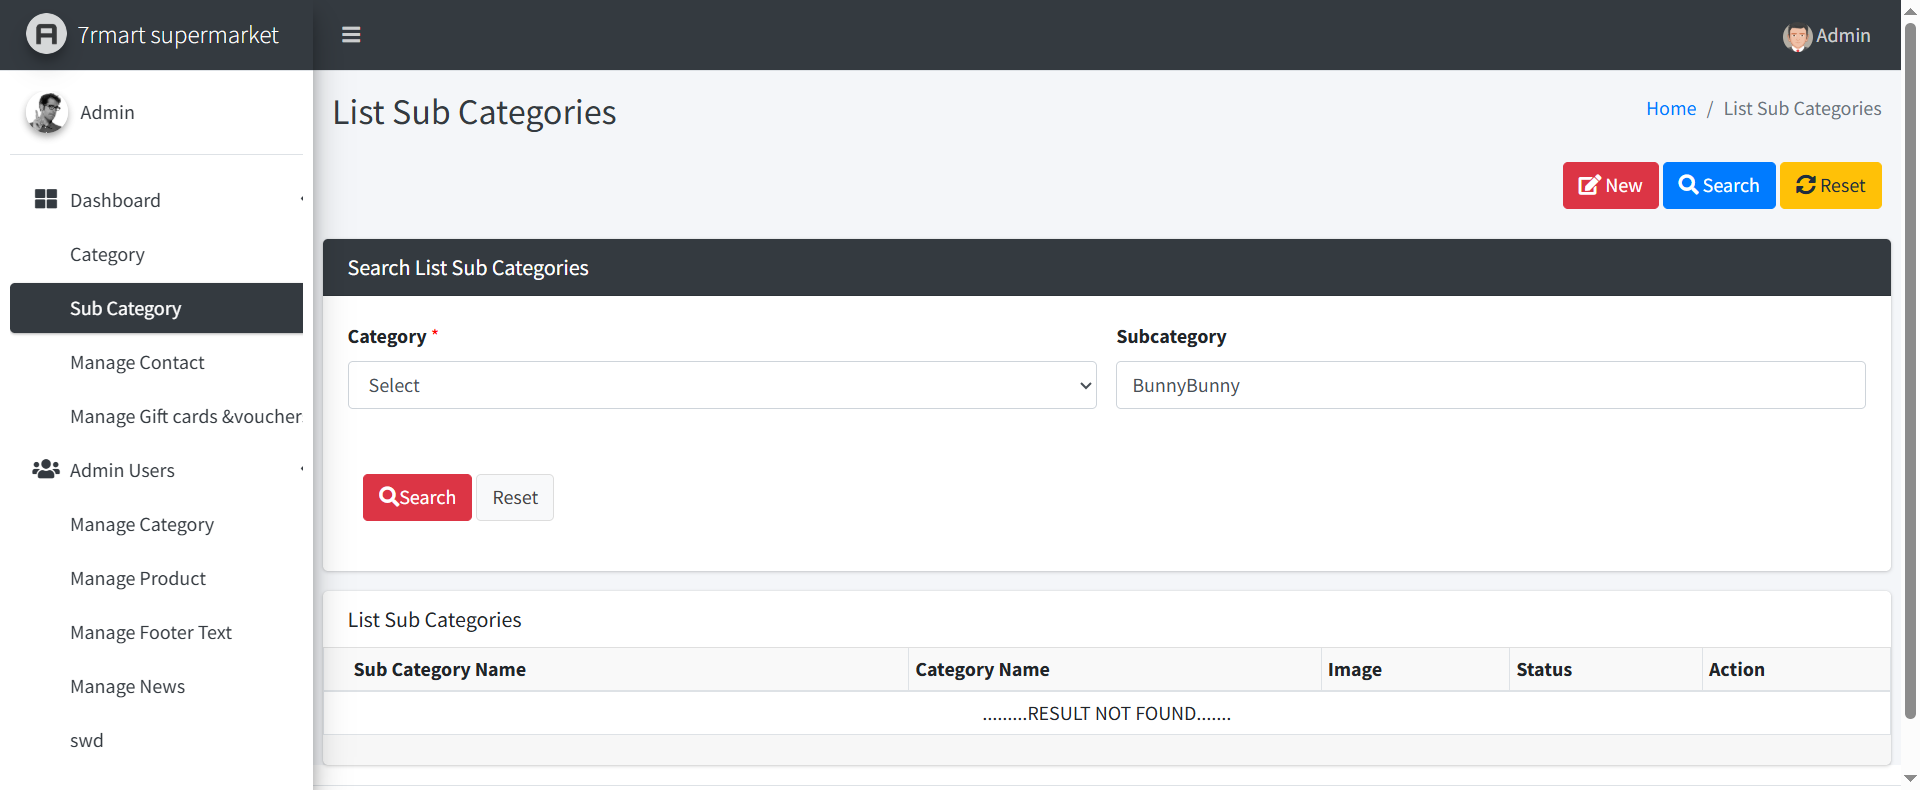 7rmart supermarket
Admin
Admin
List Sub Categories
Home / List Sub Categories
New Search Reset
Dashboard
Category
Sub Category
Manage Contact
Manage Gift cards &voucher
Admin Users
Manage Category
Manage Product
Manage Footer Text
Manage News
swd
Search List Sub Categories
Category * Subcategory
Select BunnyBunny
Search Reset
List Sub Categories
Sub Category Name Category Name Image Status Action
.........RESULT NOT FOUND.......